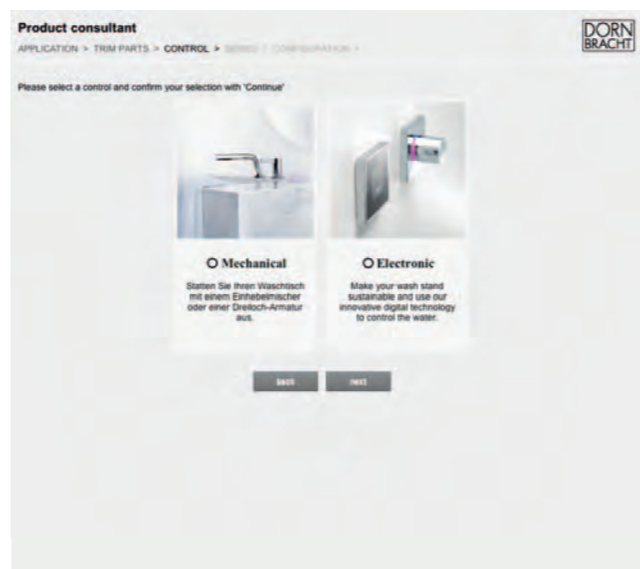 Product consultant
DORN
BRACHT
APPLICATION > TRIM PARTS > CONTROL > SERIES > CONFIGURATION >
Please select a control and confirm your selection with 'Continue'
Mechanical
Statten Sie Ihren Waschtisch
mit einem Einhebelmischer
oder einer Dreiloch-Armatur
aus.
Electronic
Make your wash stand
sustainable and use our
innovative digital technology
to control the water.
back
next